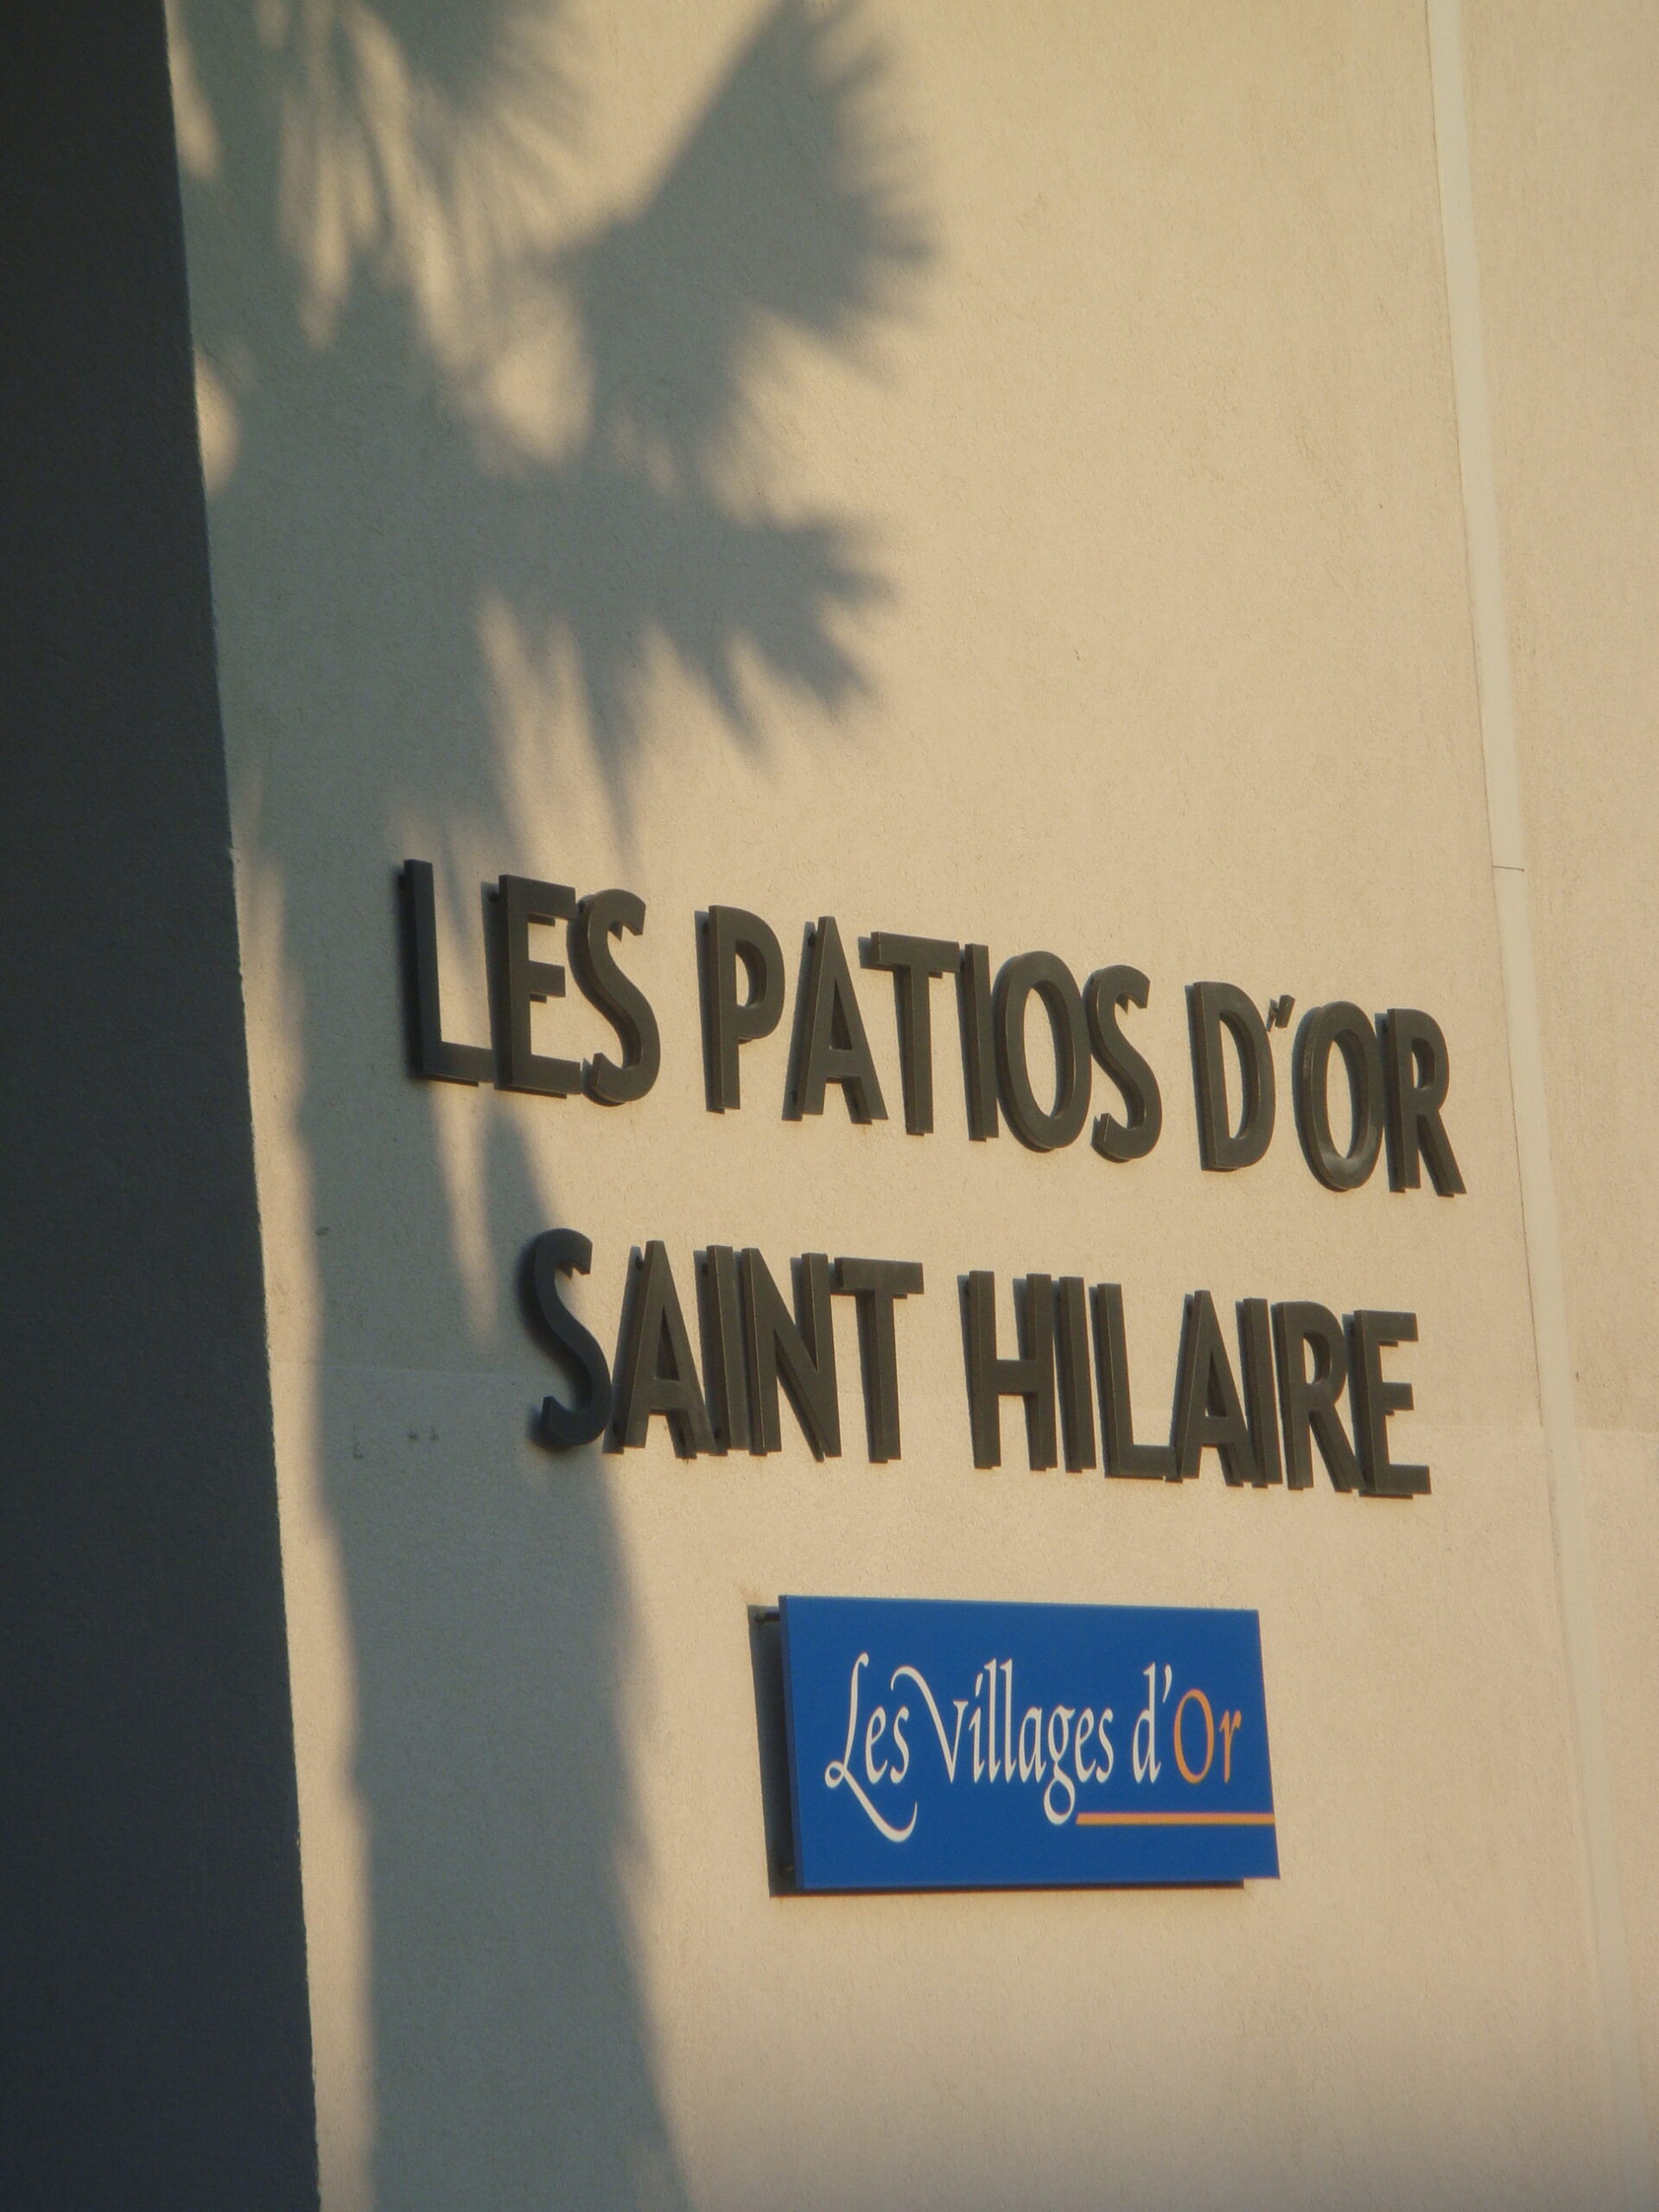 LES PATIOS D'OR
SAINT HILAIRE
Les Villages d'Or